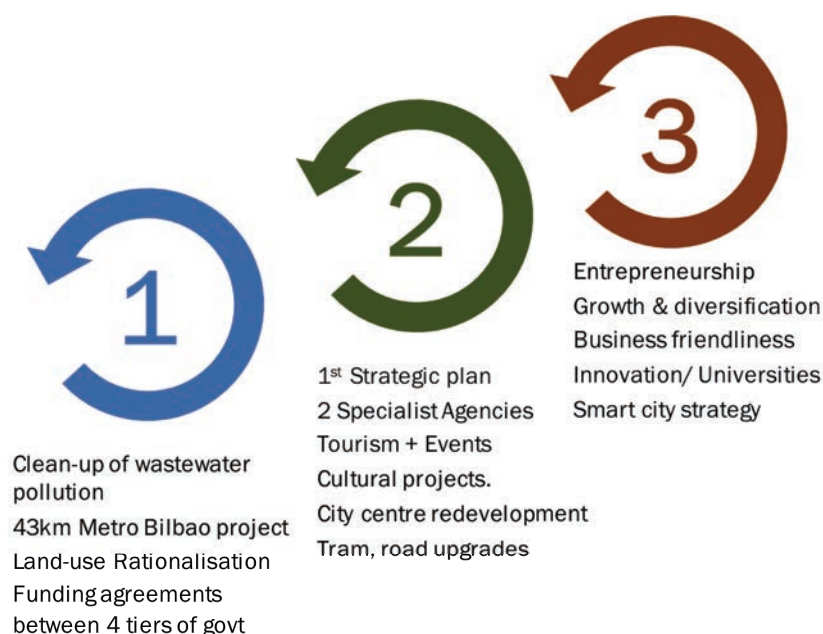 1
Clean-up of wastewater
pollution
43km Metro Bilbao project
Land-use Rationalisation
Funding agreements
between 4 tiers of govt
2
1st Strategic plan
2 Specialist Agencies
Tourism + Events
Cultural projects.
City centre redevelopment
Tram, road upgrades
3
Entrepreneurship
Growth & diversification
Business friendliness
Innovation/ Universities
Smart city strategy